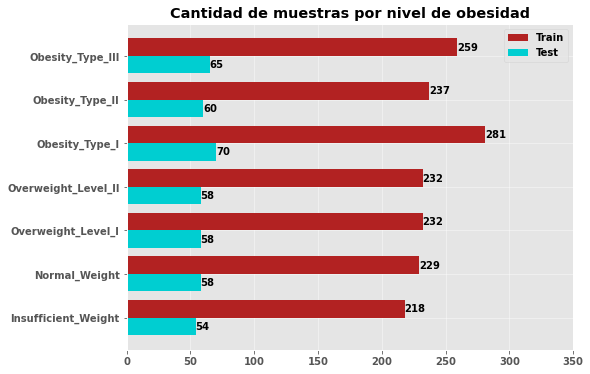 Cantidad de muestras por nivel de obesidad
Train
Test
Obesity_Type_III
259
65
Obesity_Type_II
237
60
Obesity_Type_I
281
70
Overweight_Level_II
232
58
Overweight_Level_I
232
58
Normal_Weight
229
58
Insufficient_Weight
218
54
0 50 100 150 200 250 300 350